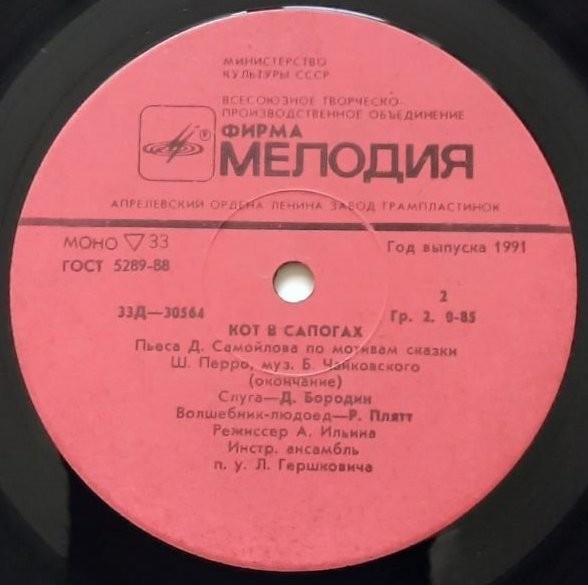 МИНИСТЕРСТВО
КУЛЬТУРЫ СССР
ВСЕСОЮЗНОЕ ТВОРЧЕСКО-
ПРОИЗВОДСТВЕННОЕ ОБЪЕДИНЕНИЕ
® ФИРМА
МЕЛОДИЯ
АПРЕЛЕВСКИЙ ОРДЕНА ЛЕНИНА ЗАВОД ГРАМПЛАСТИНОК
МОНО ▽ 33
Год выпуска 1991
ГОСТ 5289-88
2
33Д—30564
Гр. 2. 0-85
КОТ В САПОГАХ
Пьеса Д. Самойлова по мотивам сказки
Ш. Перро, муз. Б. Чайковского
(окончание)
Слуга—Д. Бородин
Волшебник-людоед—Р. Плятт
Режиссер А. Ильина
Инстр. ансамбль
п. у. Л. Гершковича